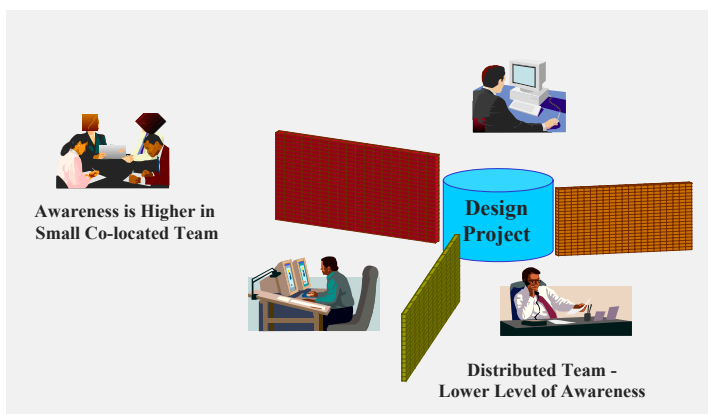 Awareness is Higher in
Small Co-located Team
Design
Project
Distributed Team -
Lower Level of Awareness